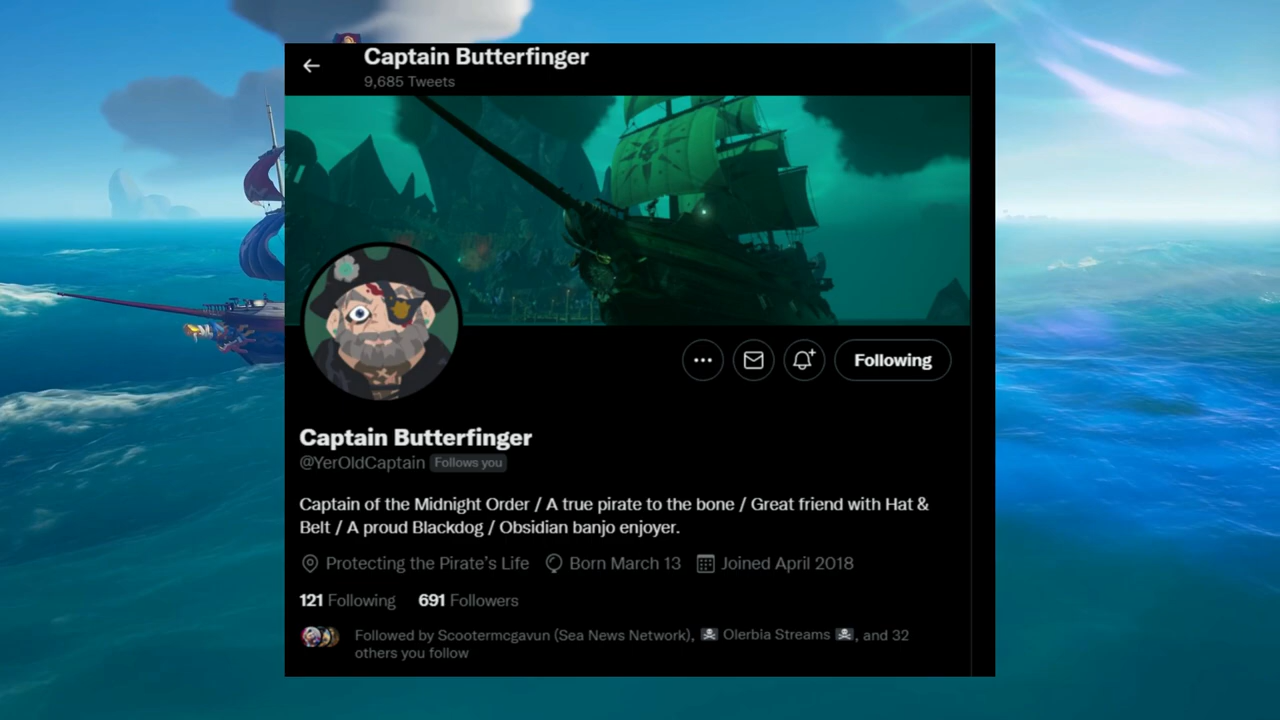 Captain Butterfinger
9,685 Tweets
Following
Captain Butterfinger
@YerOldCaptain Follows you
Captain of the Midnight Order / A true pirate to the bone / Great friend with Hat &
Belt / A proud Blackdog / Obsidian banjo enjoyer.
Protecting the Pirate's Life Born March 13 Joined April 2018
121 Following 691 Followers
Followed by Scootermcgavun (Sea News Network), ☠ Olerbia Streams ☠, and 32
others you follow